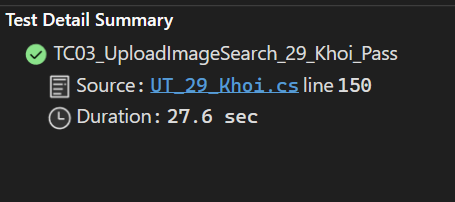 Test Detail Summary
TC03_UploadImageSearch_29_Khoi_Pass
Source: UT_29_Khoi.cs line 150
Duration: 27.6 sec